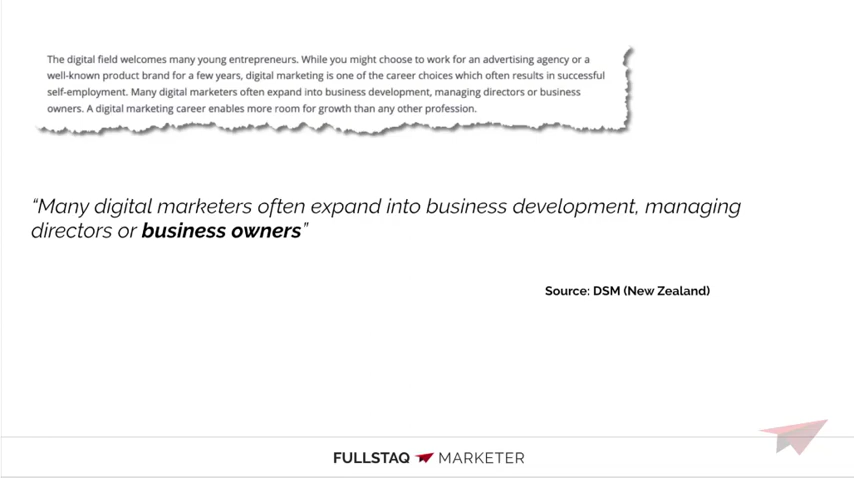 The digital field welcomes many young entrepreneurs. While you might choose to work for an advertising agency or a
well-known product brand for a few years, digital marketing is one of the career choices which often results in successful
self-employment. Many digital marketers often expand into business development, managing directors or business
owners. A digital marketing career enables more room for growth than any other profession.
“Many digital marketers often expand into business development, managing
directors or business owners”
Source: DSM (New Zealand)
FULLSTAQ MARKETER